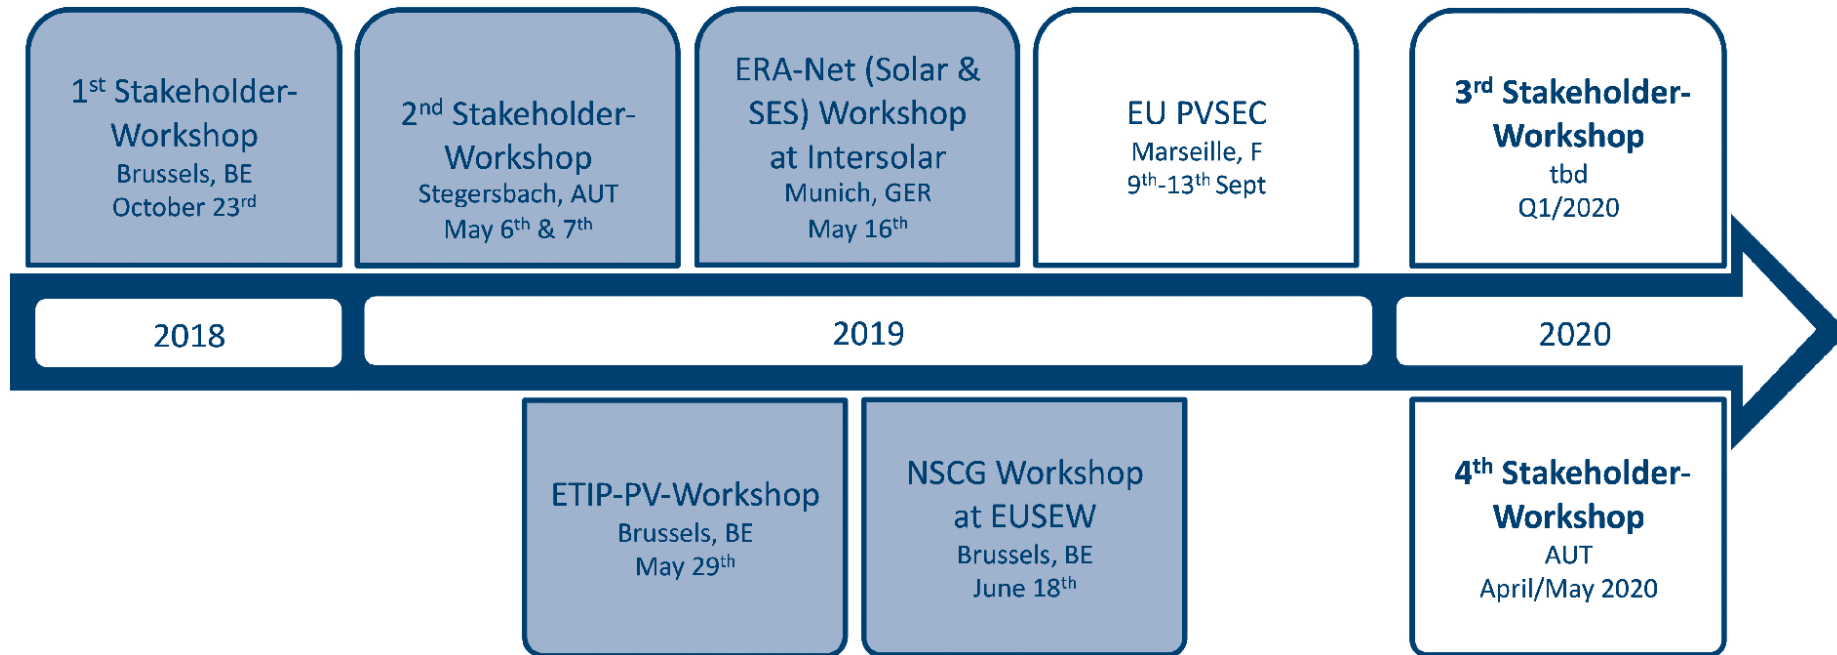 1st Stakeholder-
Workshop
Brussels, BE
October 23rd
2nd Stakeholder-
Workshop
Stegersbach, AUT
May 6th & 7th
ERA-Net (Solar &
SES) Workshop
at Intersolar
Munich, GER
May 16th
EU PVSEC
Marseille, F
9th-13th Sept
3rd Stakeholder-
Workshop
tbd
Q1/2020
2018
2019
2020
ETIP-PV-Workshop
Brussels, BE
May 29th
NSCG Workshop
at EUSEW
Brussels, BE
June 18th
4th Stakeholder-
Workshop
AUT
April/May 2020